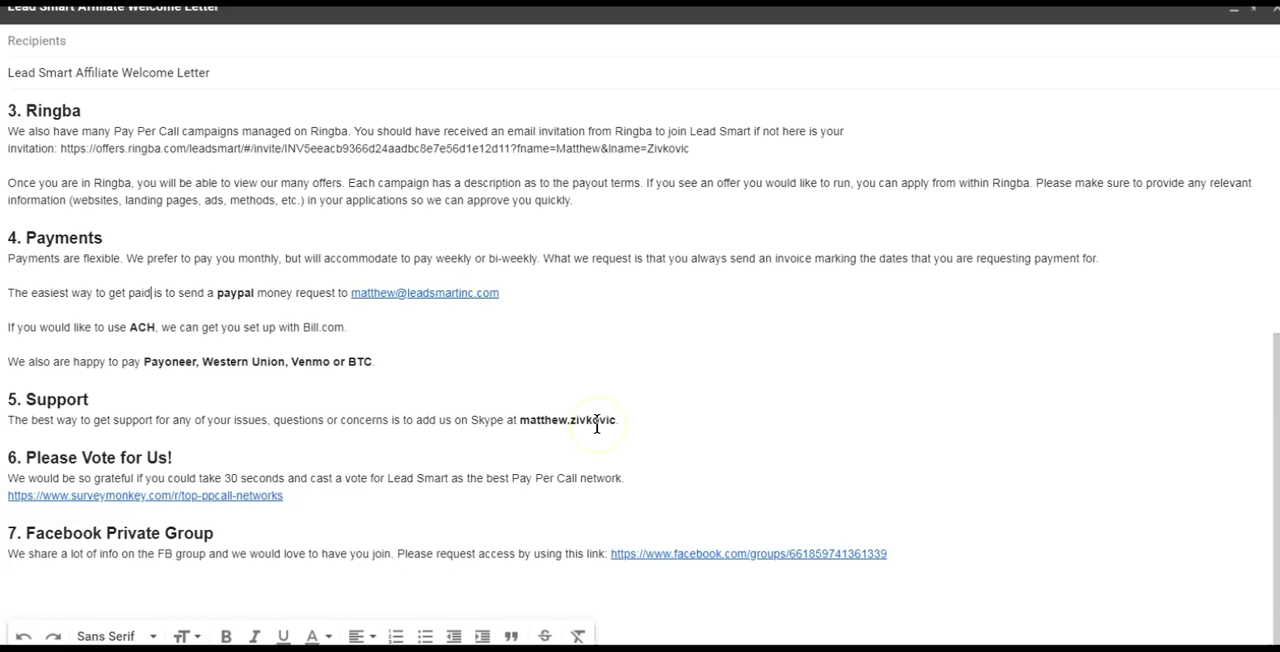 Lead Smart Affiliate Welcome Letter
Recipients
Lead Smart Affiliate Welcome Letter
3. Ringba
We also have many Pay Per Call campaigns managed on Ringba. You should have received an email invitation from Ringba to join Lead Smart if not here is your
invitation: https://offers.ringba.com/leadsmart/#/invite/INV5eeacb9366d24aadbc8e7e56d1e12d11?fname=Matthew&lname=Zivkovic
Once you are in Ringba, you will be able to view our many offers. Each campaign has a description as to the payout terms. If you see an offer you would like to run, you can apply from within Ringba. Please make sure to provide any relevant
information (websites, landing pages, ads, methods, etc.) in your applications so we can approve you quickly.
4. Payments
Payments are flexible. We prefer to pay you monthly, but will accommodate to pay weekly or bi-weekly. What we request is that you always send an invoice marking the dates that you are requesting payment for.
The easiest way to get paid is to send a paypal money request to matthew@leadsmartinc.com
If you would like to use ACH, we can get you set up with Bill.com.
We also are happy to pay Payoneer, Western Union, Venmo or BTC.
5. Support
The best way to get support for any of your issues, questions or concerns is to add us on Skype at matthew.zivkovic.
6. Please Vote for Us!
We would be so grateful if you could take 30 seconds and cast a vote for Lead Smart as the best Pay Per Call network.
https://www.surveymonkey.com/r/top-ppcall-networks
7. Facebook Private Group
We share a lot of info on the FB group and we would love to have you join. Please request access by using this link: https://www.facebook.com/groups/661859741361339
Sans Serif